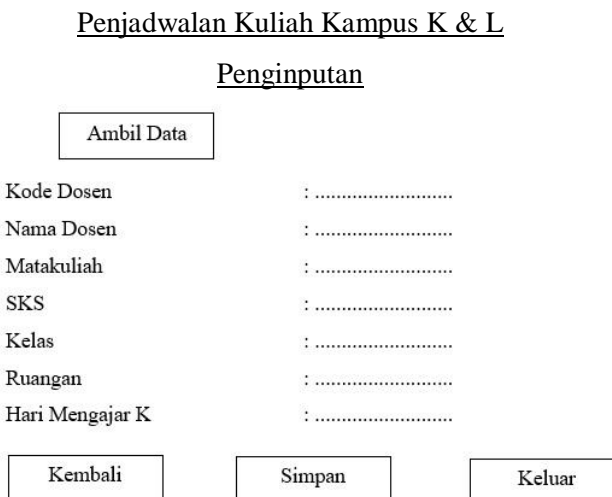 Penjadwalan Kuliah Kampus K & L
Penginputan
Ambil Data
Kode Dosen : ..........................
Nama Dosen : ..........................
Matakuliah : ..........................
SKS : ..........................
Kelas : ..........................
Ruangan : ..........................
Hari Mengajar K : ..........................
Kembali Simpan Keluar